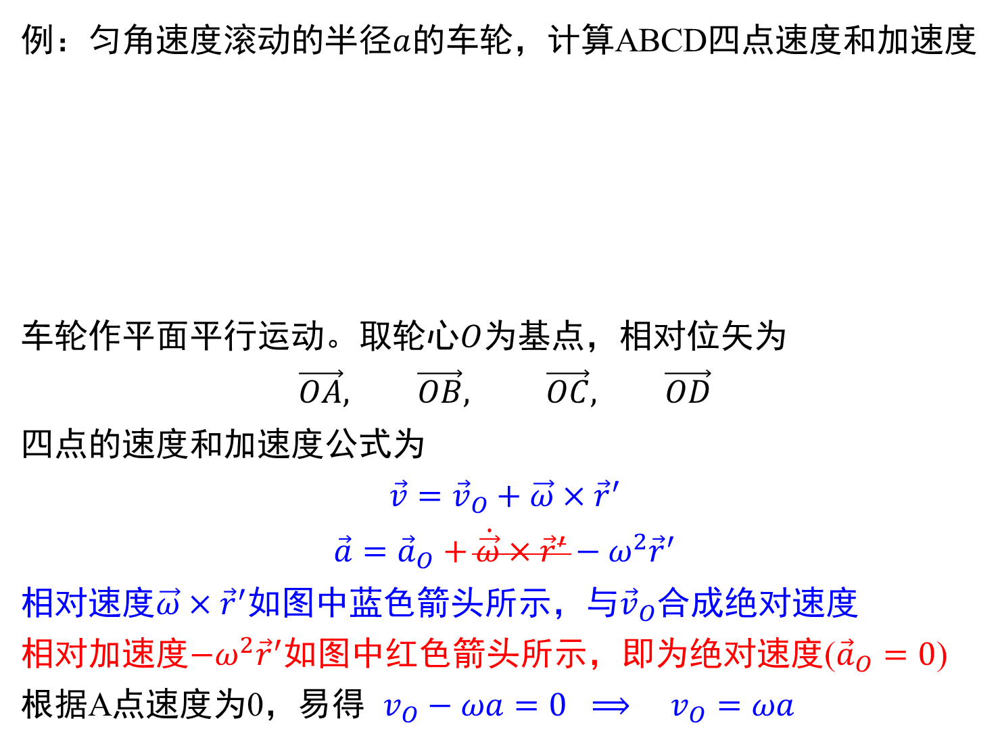 例：匀角速度滚动的半径𝑎的车轮，计算ABCD四点速度和加速度
车轮作平面平行运动。取轮心𝑂为基点，相对位矢为
$\overrightarrow{OA}$, $\overrightarrow{OB}$, $\overrightarrow{OC}$, $\overrightarrow{OD}$
四点的速度和加速度公式为
$\vec{v} = \vec{v}_O + \vec{\omega} \times \vec{r}'$
$\vec{a} = \vec{a}_O + \dot{\vec{\omega}} \times \vec{r}' - \omega^2 \vec{r}'$
相对速度$\vec{\omega} \times \vec{r}'$如图中蓝色箭头所示，与$\vec{v}_O$合成绝对速度
相对加速度$-\omega^2 \vec{r}'$如图中红色箭头所示，即为绝对速度($\vec{a}_O = 0$)
根据A点速度为0，易得 $v_O - \omega a = 0 \implies v_O = \omega a$